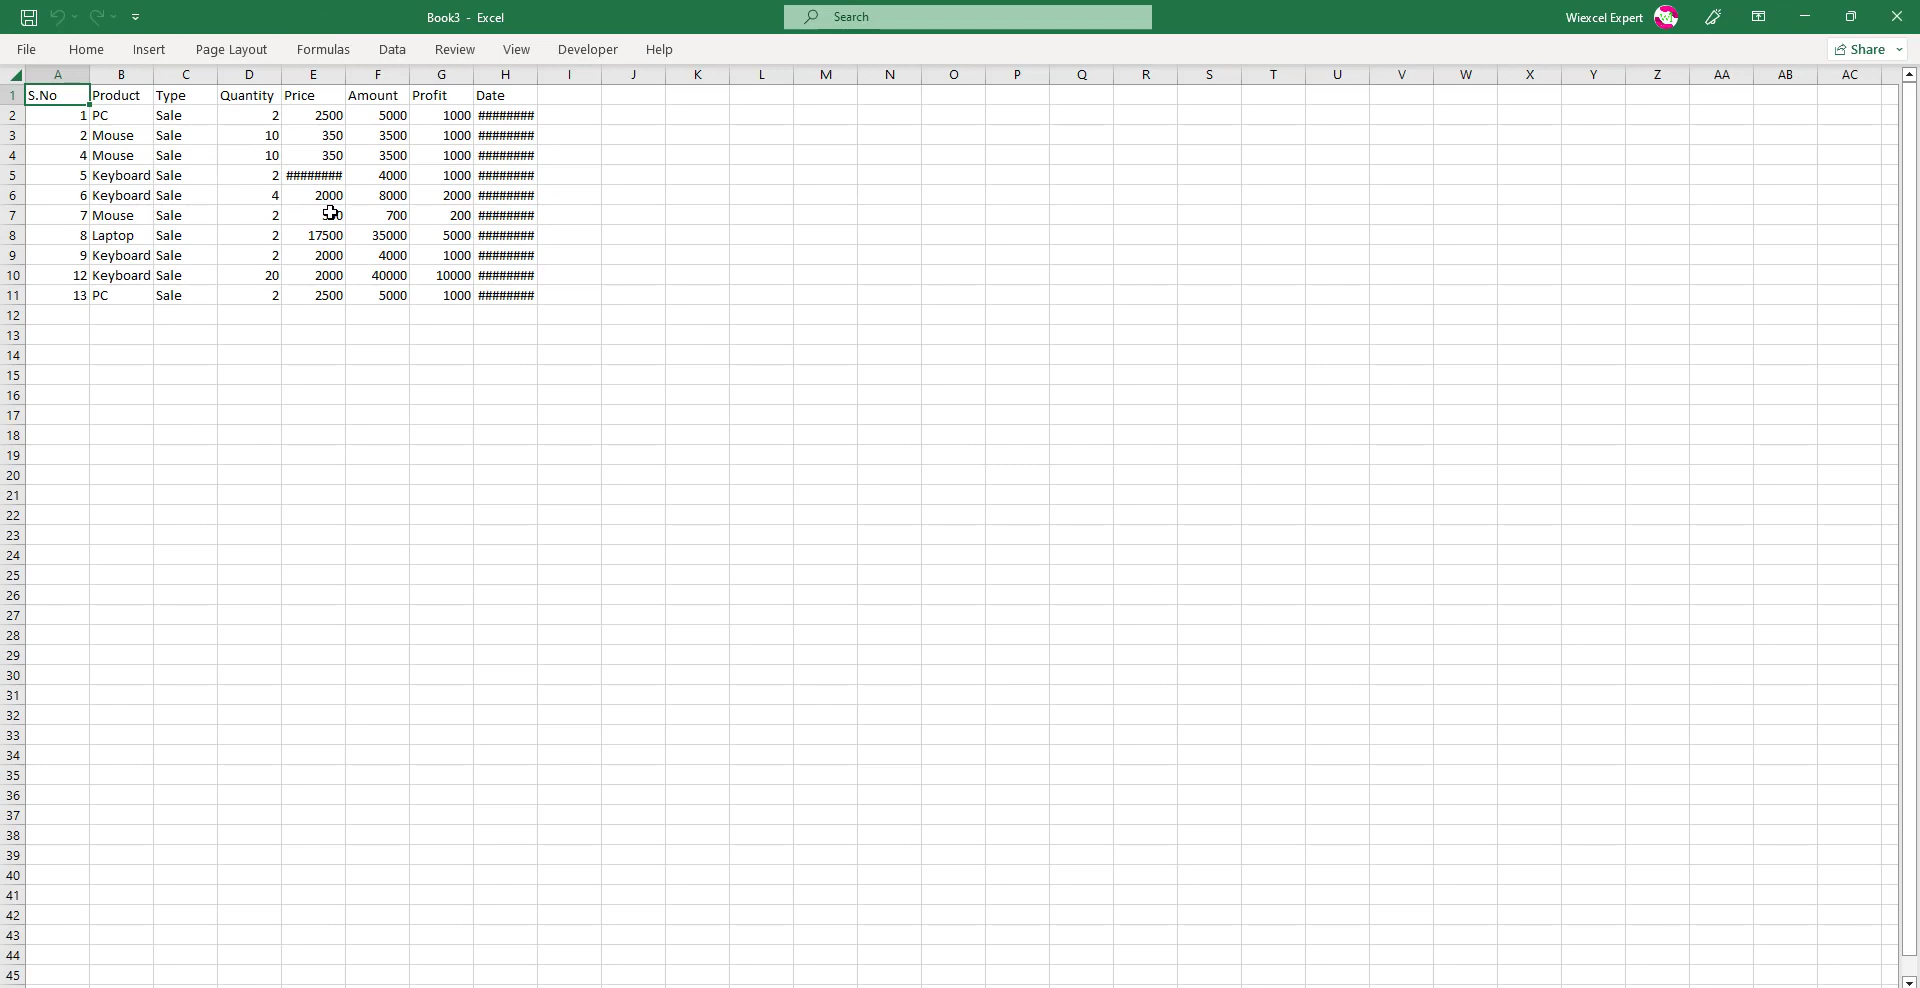 Book3 - Excel
Search
Wiexcel Expert
File Home Insert Page Layout Formulas Data Review View Developer Help Share
A B C D E F G H I J K L M N O P Q R S T U V W X Y Z AA AB AC
1 S.No Product Type Quantity Price Amount Profit Date
2 1 PC Sale 2 2500 5000 1000 ########
3 2 Mouse Sale 10 350 3500 1000 ########
4 4 Mouse Sale 10 350 3500 1000 ########
5 5 Keyboard Sale 2 ######## 4000 1000 ########
6 6 Keyboard Sale 4 2000 8000 2000 ########
7 7 Mouse Sale 2 700 200 ########
8 8 Laptop Sale 2 17500 35000 5000 ########
9 9 Keyboard Sale 2 2000 4000 1000 ########
10 12 Keyboard Sale 20 2000 40000 10000 ########
11 13 PC Sale 2 2500 5000 1000 ########
12
13
14
15
16
17
18
19
20
21
22
23
24
25
26
27
28
29
30
31
32
33
34
35
36
37
38
39
40
41
42
43
44
45